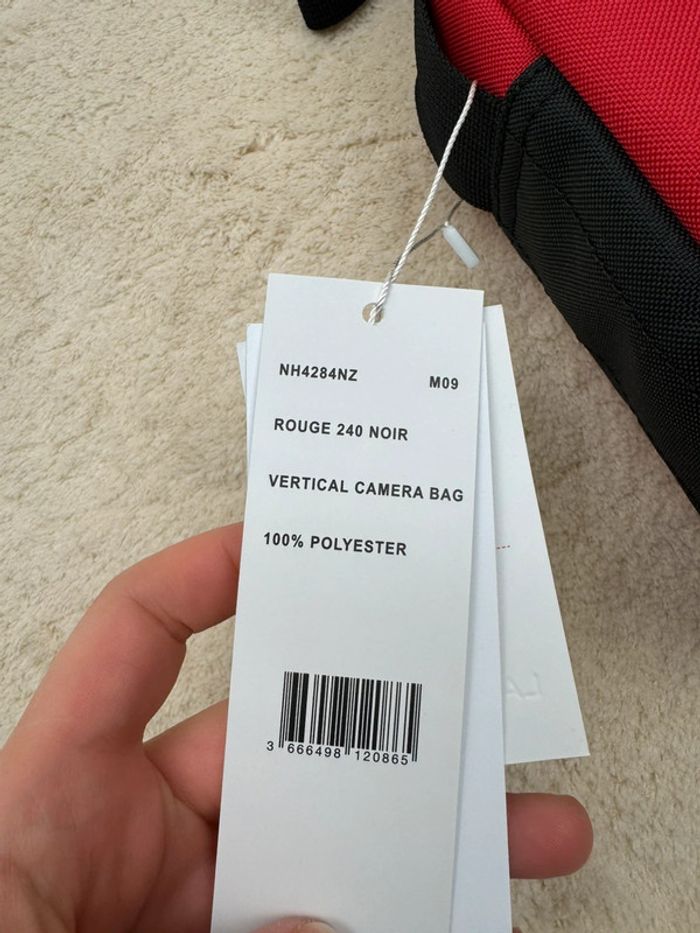 NH4284NZ M09
ROUGE 240 NOIR
VERTICAL CAMERA BAG
100% POLYESTER
3 666498 120865